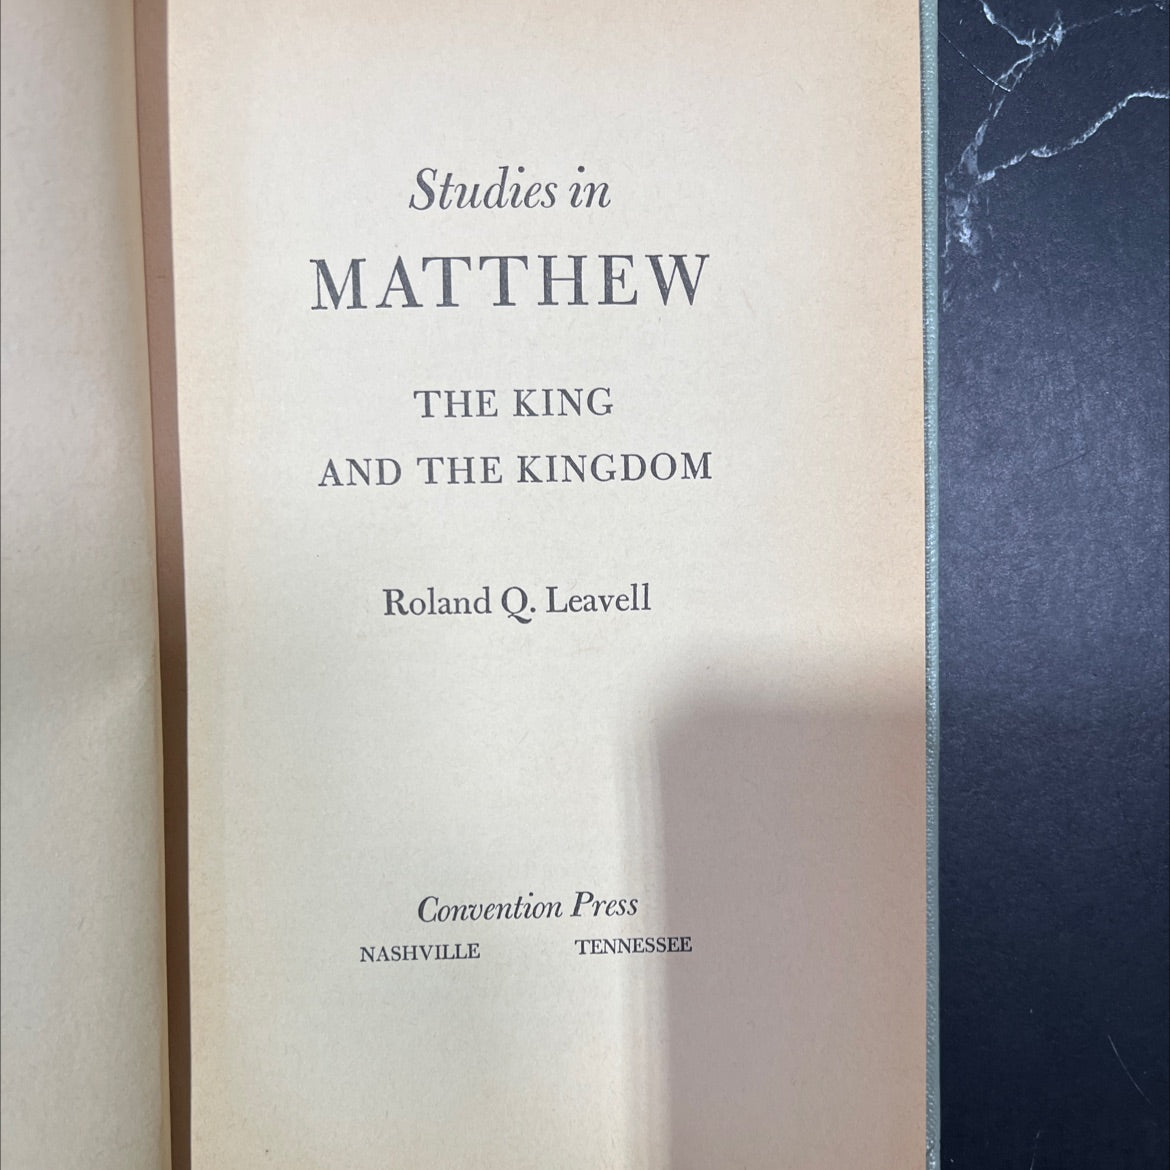 Studies in
MATTHEW
THE KING
AND THE KINGDOM
Roland Q. Leavell
Convention Press
NASHVILLE TENNESSEE